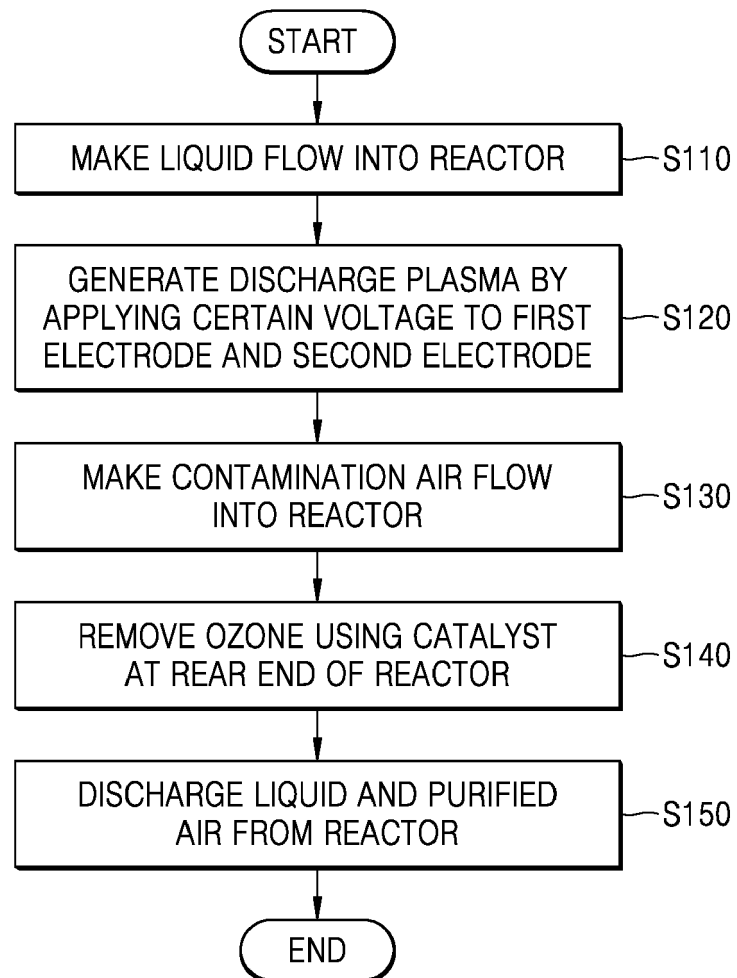 START
MAKE LIQUID FLOW INTO REACTOR
S110
GENERATE DISCHARGE PLASMA BY
APPLYING CERTAIN VOLTAGE TO FIRST
ELECTRODE AND SECOND ELECTRODE
S120
MAKE CONTAMINATION AIR FLOW
INTO REACTOR
S130
REMOVE OZONE USING CATALYST
AT REAR END OF REACTOR
S140
DISCHARGE LIQUID AND PURIFIED
AIR FROM REACTOR
S150
END